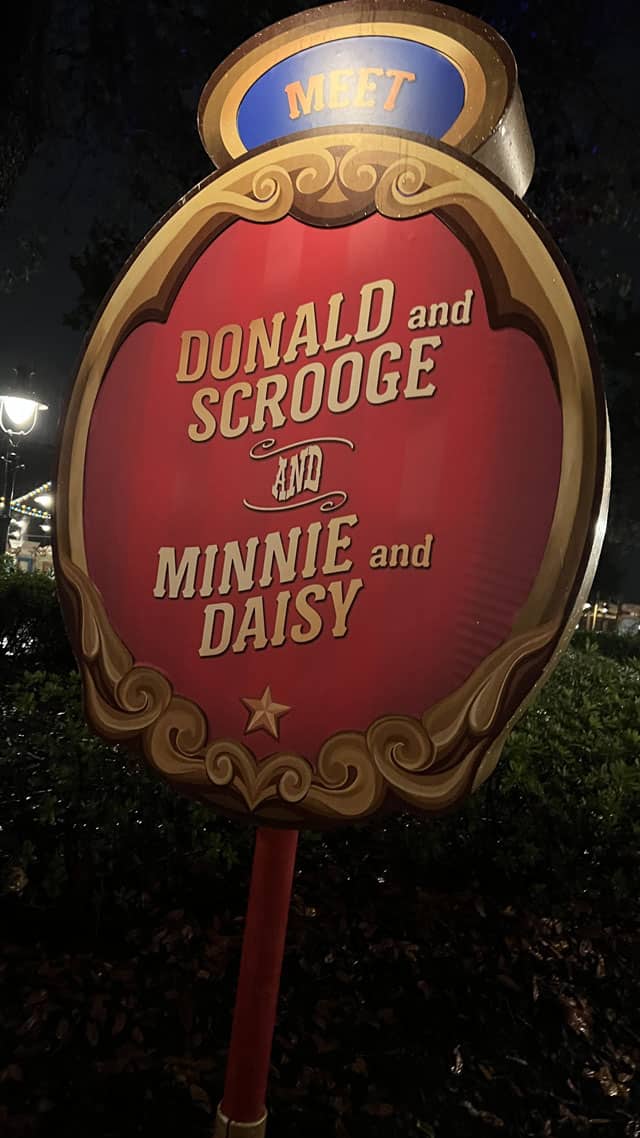 MEET
DONALD and
SCROOGE
AND
MINNIE and
DAISY